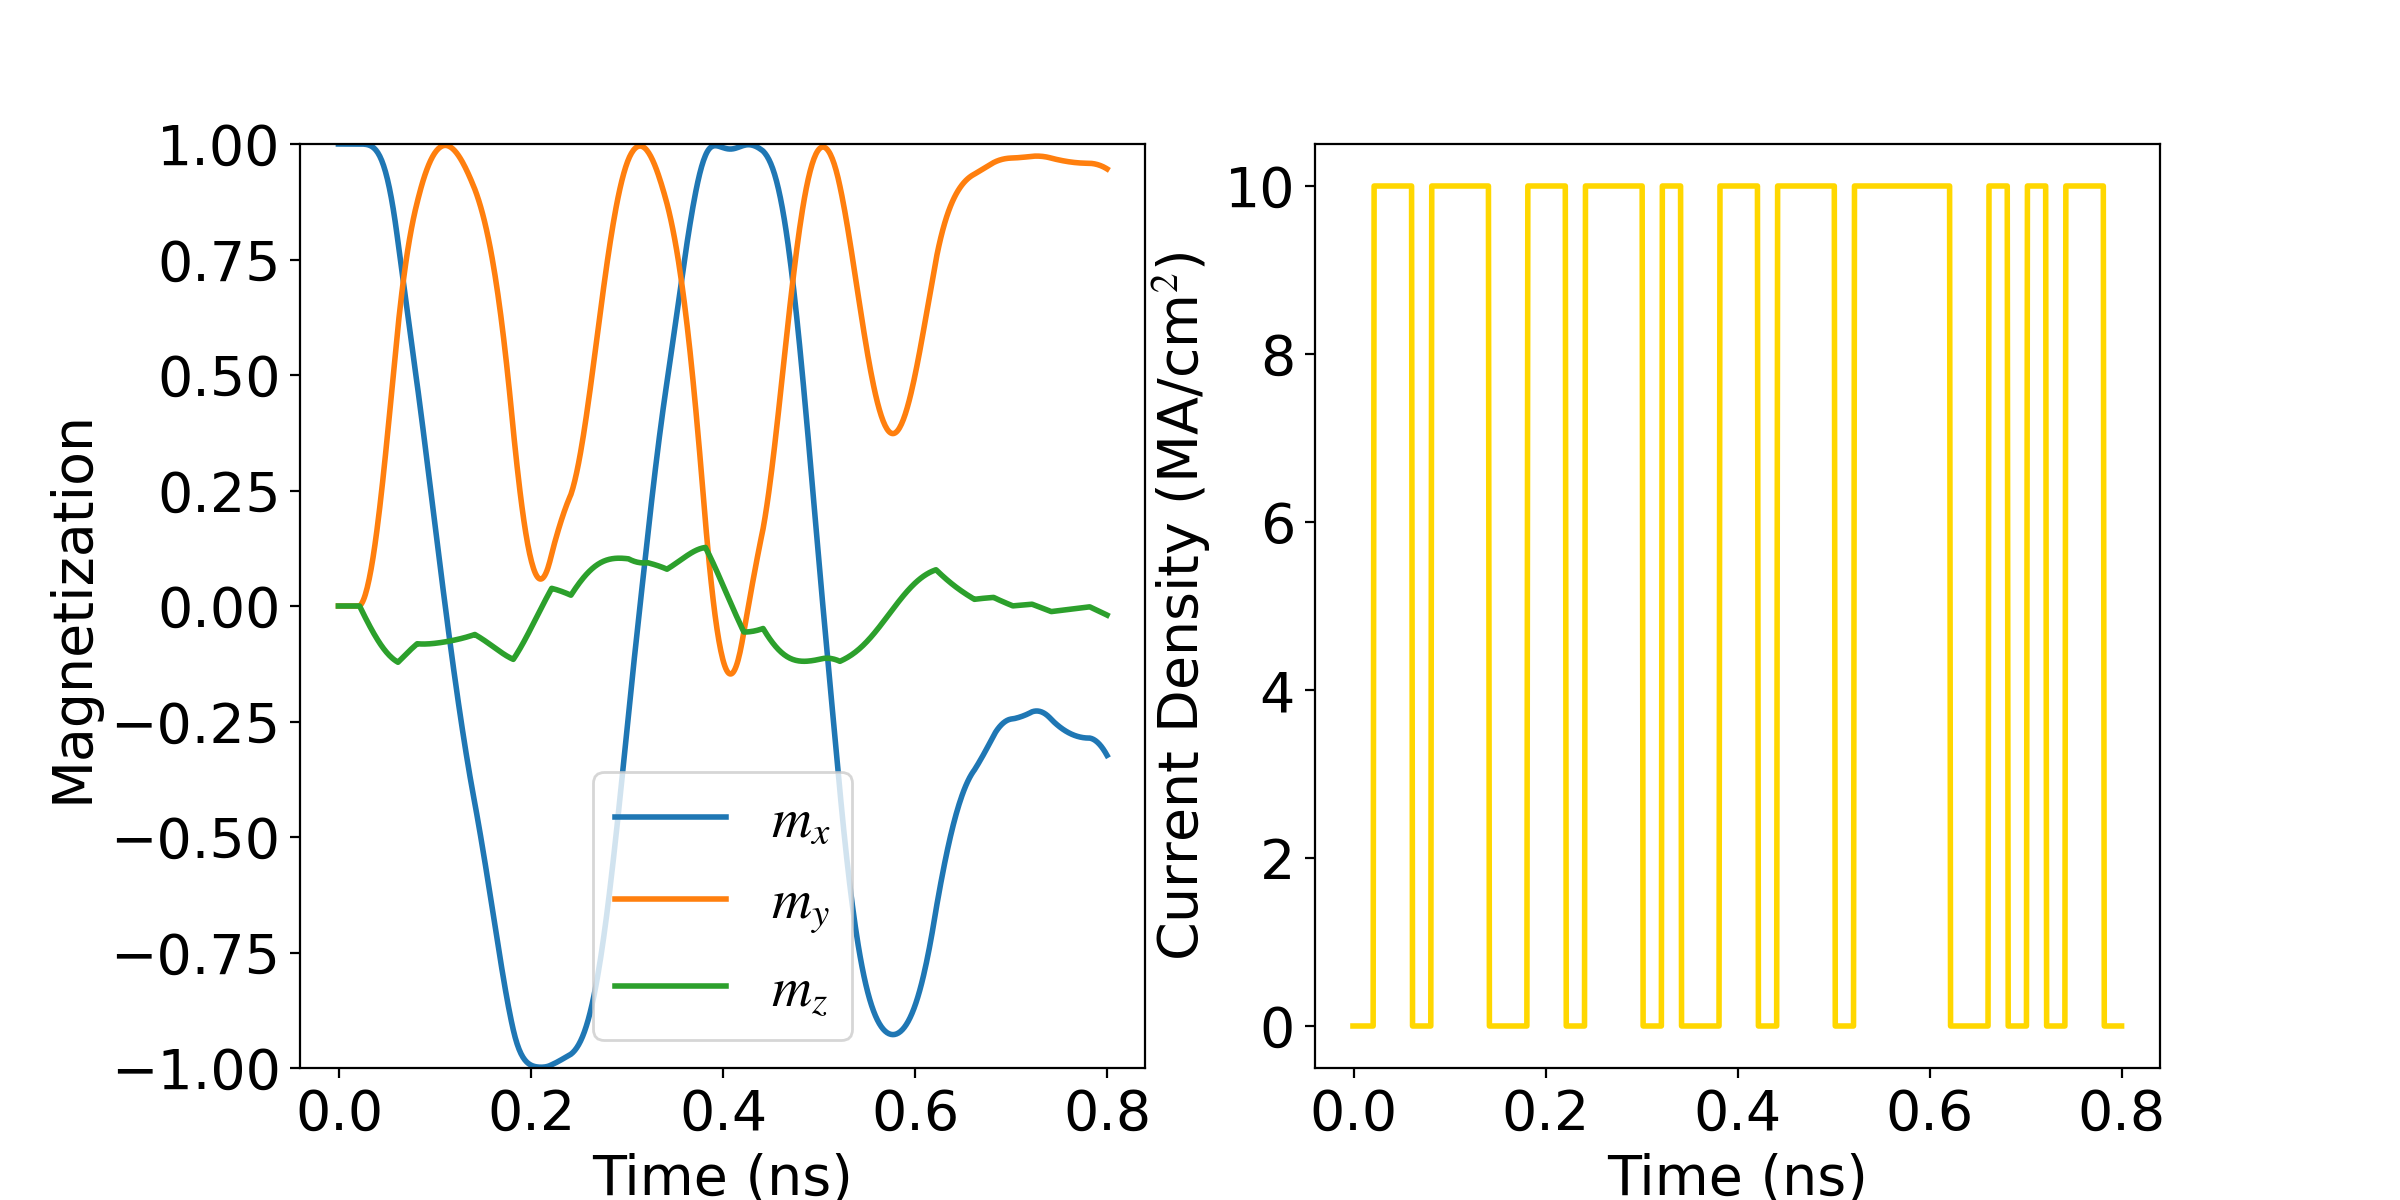 1.00
0.75
0.50
0.25
0.00
−0.25
−0.50
−0.75
−1.00
Magnetization
0.0 0.2 0.4 0.6 0.8
Time (ns)
m_x
m_y
m_z
10
8
6
4
2
0
Current Density (MA/cm²)
0.0 0.2 0.4 0.6 0.8
Time (ns)